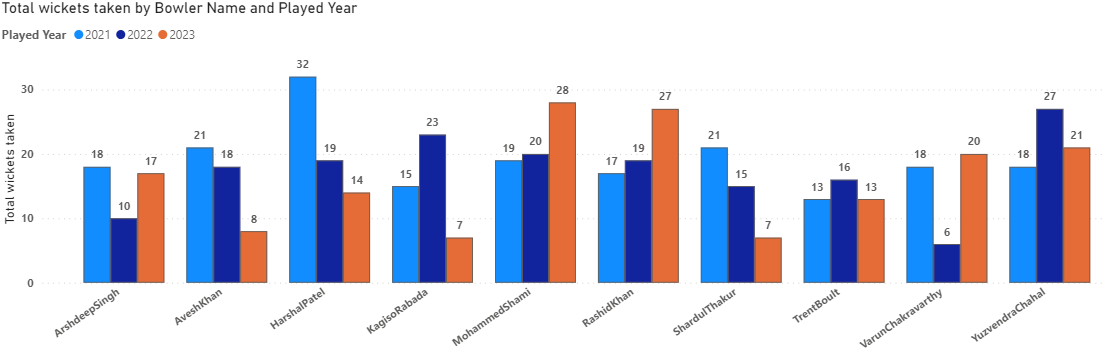 Total wickets taken by Bowler Name and Played Year
Played Year 2021 2022 2023
Total wickets taken
30
20
10
0
18 10 17
21 18 8
32 19 14
15 23 7
19 20 28
17 19 27
21 15 7
13 16 13
18 6 20
18 27 21
ArshdeepSingh
AveshKhan
HarshalPatel
KagisoRabada
MohammedShami
RashidKhan
ShardulThakur
TrentBoult
VarunChakravarthy
YuzvendraChahal